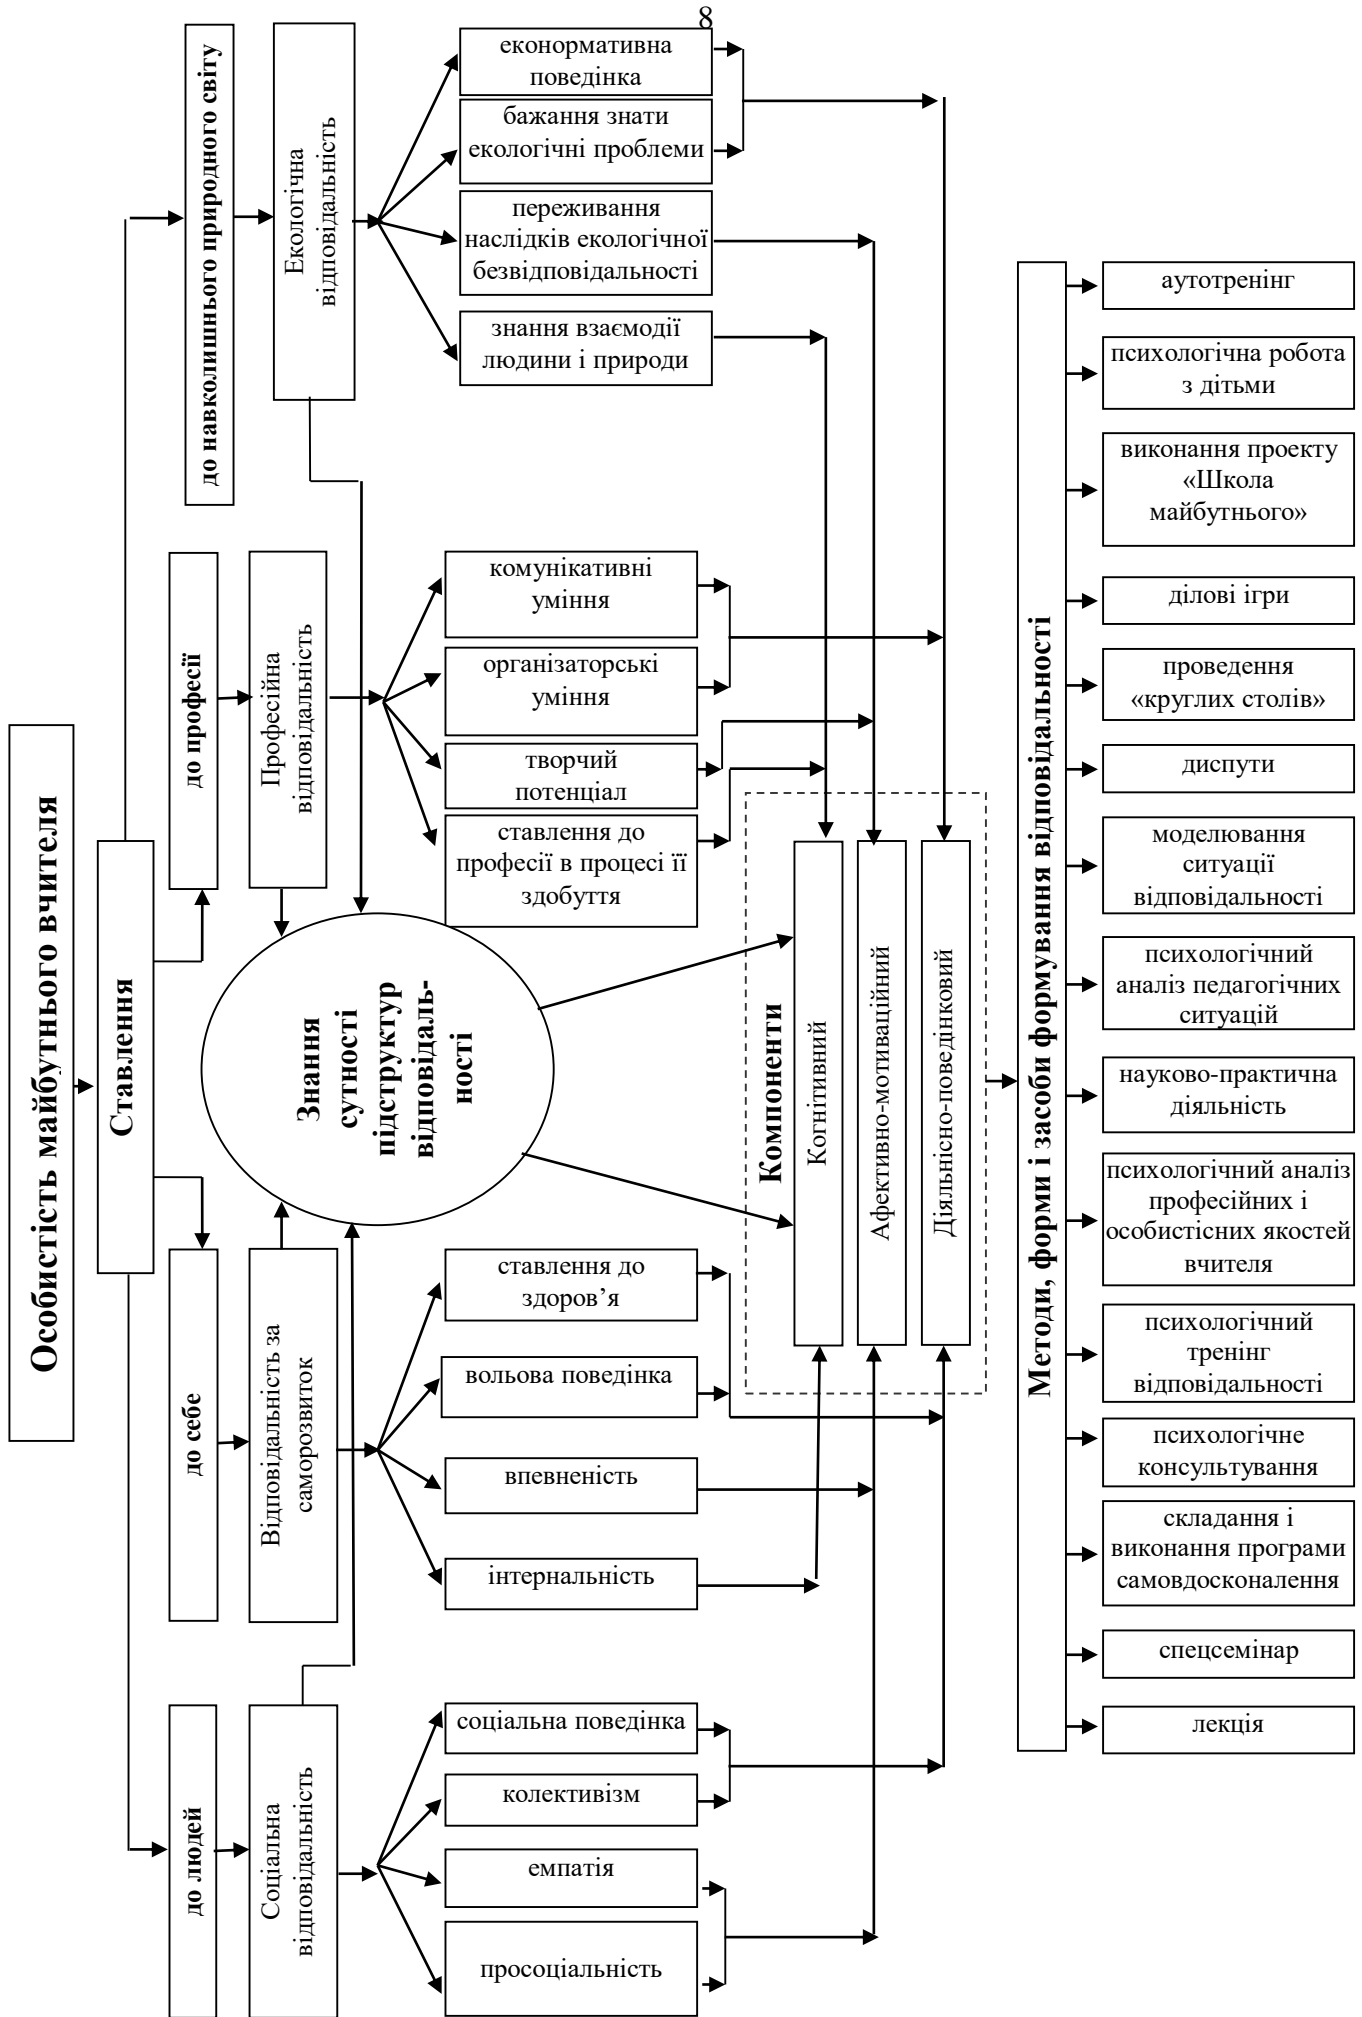 8
Особистість майбутнього вчителя
Ставлення
до людей
до себе
до професії
до навколишнього природного світу
Соціальна
відповідальність
Відповідальність за
саморозвиток
Професійна
відповідальність
Екологічна
відповідальність
Знання
сутності
підструктур
відповідаль-
ності
еконормативна
поведінка
бажання знати
екологічні проблеми
переживання
наслідків екологічної
безвідповідальності
знання взаємодії
людини і природи
комунікативні
уміння
організаторські
уміння
творчий
потенціал
ставлення до
професії в процесі її
здобуття
ставлення до
здоров’я
вольова поведінка
впевненість
інтернальність
соціальна поведінка
колективізм
емпатія
просоціальність
Компоненти
Когнітивний
Афективно-мотиваційний
Діяльнісно-поведінковий
Методи, форми і засоби формування відповідальності
аутотренінг
психологічна робота
з дітьми
виконання проекту
«Школа
майбутнього»
ділові ігри
проведення
«круглих столів»
диспути
моделювання
ситуації
відповідальності
психологічний
аналіз педагогічних
ситуацій
науково-практична
діяльність
психологічний аналіз
професійних і
особистісних якостей
вчителя
психологічний
тренінг
відповідальності
психологічне
консультування
складання і
виконання програми
самовдосконалення
спецсемінар
лекція